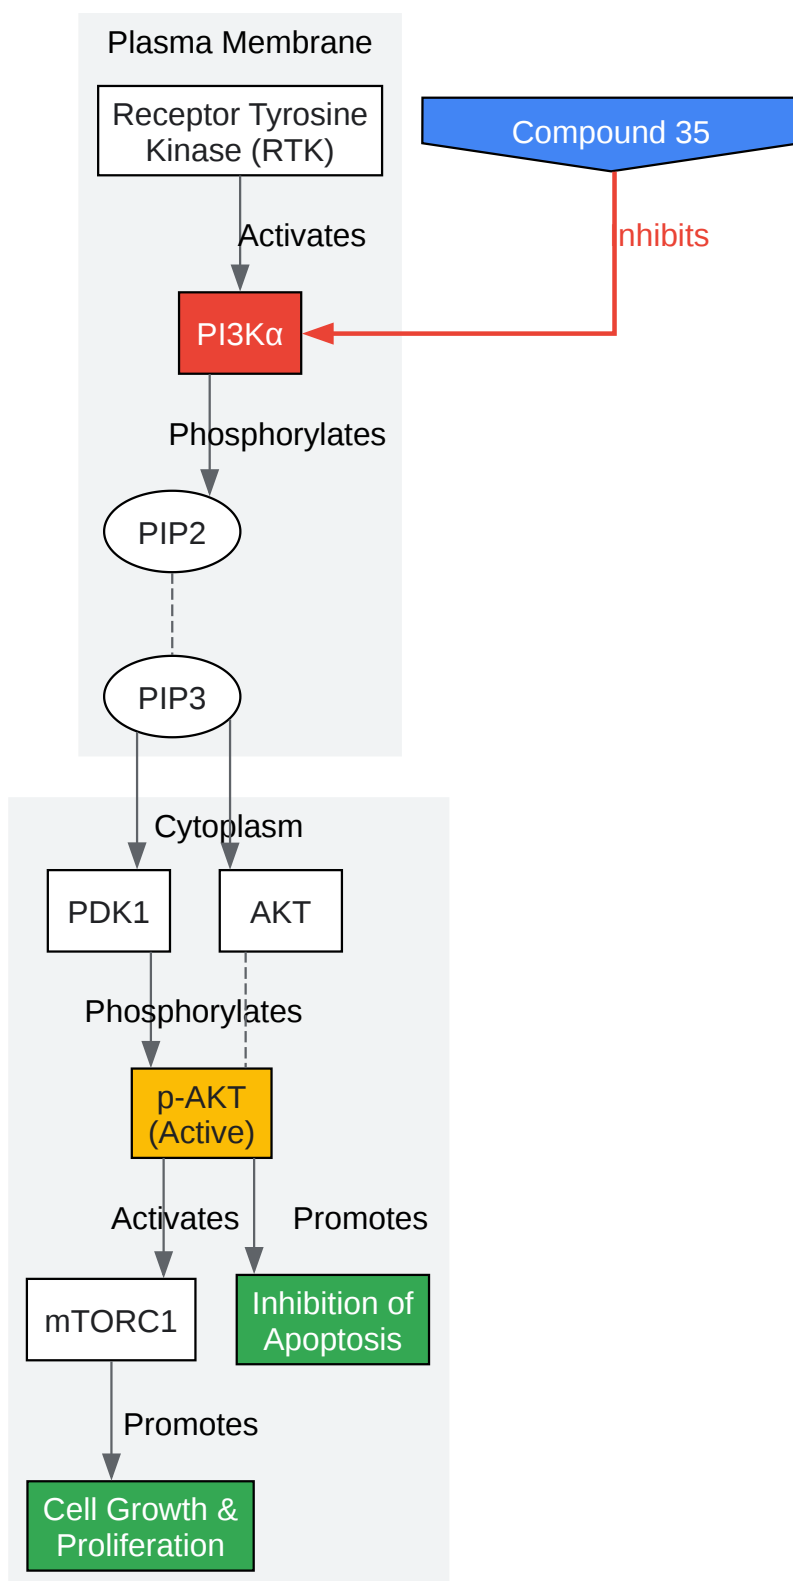 Plasma Membrane
Receptor Tyrosine
Kinase (RTK)
Compound 35
Activates
Inhibits
PI3Kα
Phosphorylates
PIP2
PIP3
Cytoplasm
PDK1
AKT
Phosphorylates
p-AKT
(Active)
Activates
Promotes
mTORC1
Inhibition of
Apoptosis
Promotes
Cell Growth &
Proliferation